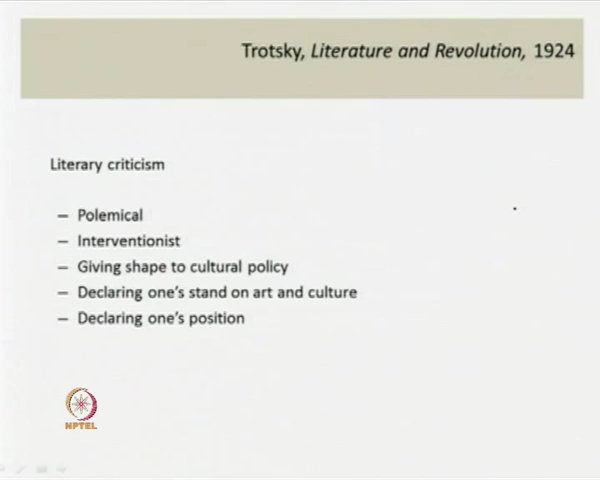 Trotsky, Literature and Revolution, 1924
Literary criticism
– Polemical
– Interventionist
– Giving shape to cultural policy
– Declaring one's stand on art and culture
– Declaring one's position
NPTEL